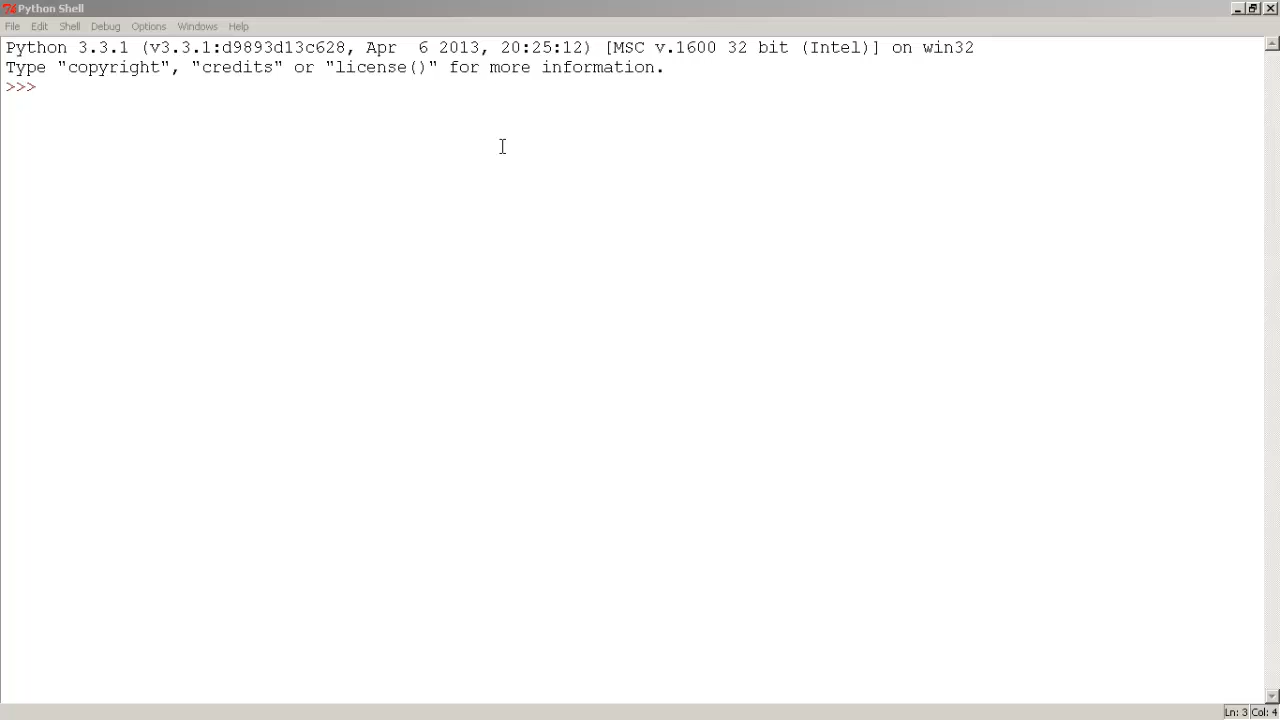 Python Shell
File Edit Shell Debug Options Windows Help
Python 3.3.1 (v3.3.1:d9893d13c628, Apr  6 2013, 20:25:12) [MSC v.1600 32 bit (Intel)] on win32
Type "copyright", "credits" or "license()" for more information.
>>>
Ln: 3 Col: 4